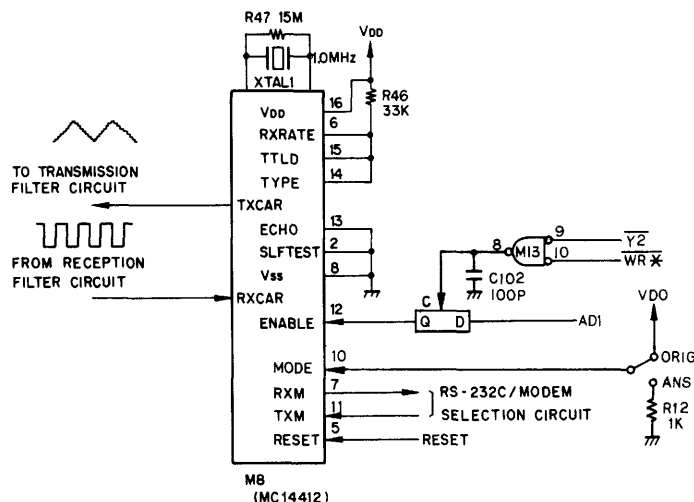 R47 15M
1.0MHz
XTAL1
VDD
VDD
16
R46
33K
RXRATE
6
TTLD
15
TYPE
14
TO TRANSMISSION
FILTER CIRCUIT
TXCAR
ECHO
13
SLFTEST
2
VSS
8
FROM RECEPTION
FILTER CIRCUIT
RXCAR
8
M13
9
Y2
10
WR*
C102
100P
ENABLE
12
C
Q D
AD1
VDD
MODE
10
ORIG
ANS
R12
1K
RXM
7
RS-232C/MODEM
TXM
11
SELECTION CIRCUIT
RESET
5
RESET
M8
(MC14412)